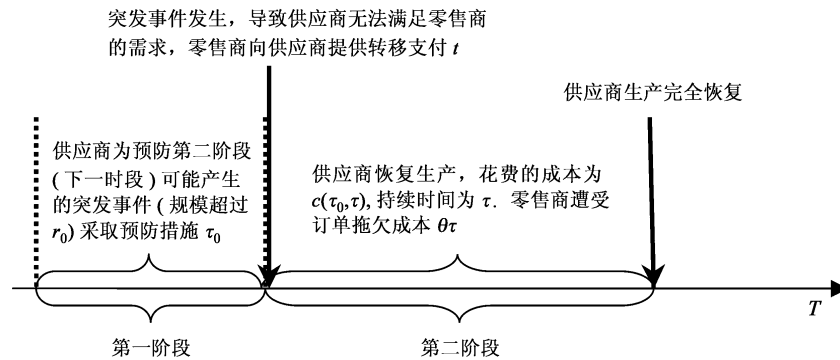 突发事件发生，导致供应商无法满足零售商
的需求，零售商向供应商提供转移支付 t
供应商生产完全恢复
供应商为预防第二阶段
( 下一时段 ) 可能产生
的突发事件 ( 规模超过
r₀) 采取预防措施 τ₀
供应商恢复生产，花费的成本为
c(τ₀,τ), 持续时间为 τ. 零售商遭受
订单拖欠成本 θτ
T
第一阶段
第二阶段